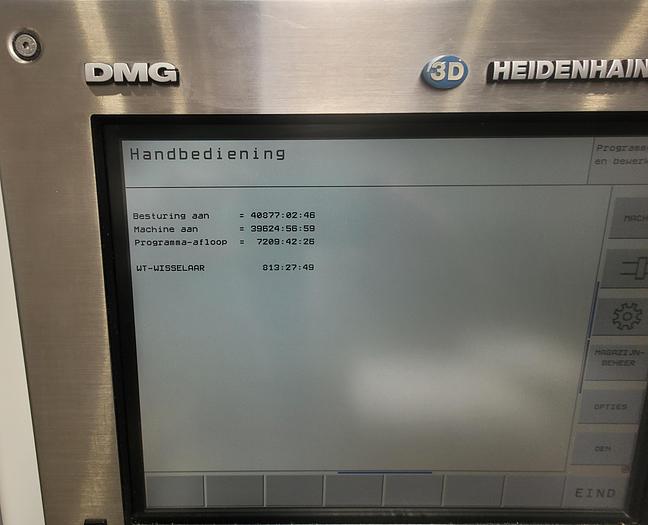 DMG
3D HEIDENHAIN
Handbediening
Programma
en bewerk
Besturing aan = 40877:02:46
Machine aan = 39624:56:59
Programma-afloop = 7209:42:26
WT-WISSELAAR 813:27:49
MACH
MAGAZIJN-
BEHEER
OPTIES
OEM
EIND